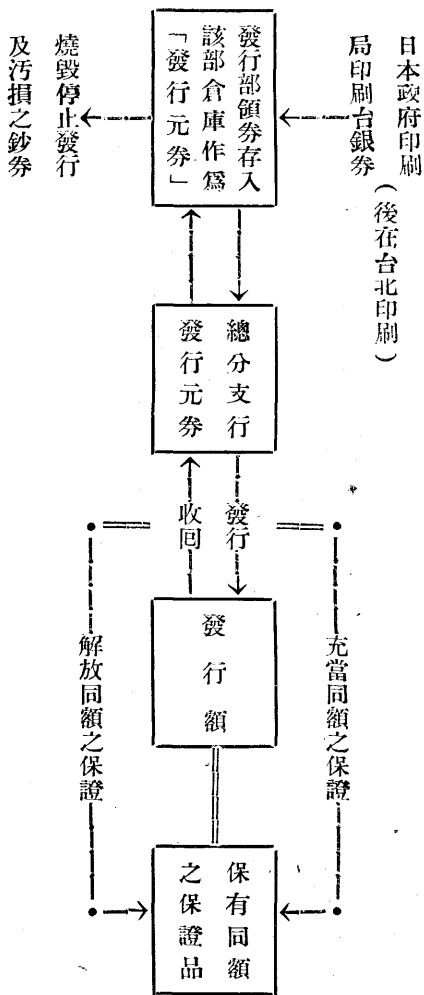 日本政府印刷
局印刷台銀券
(後在台北印刷)
發行部領券存入
該部倉庫作爲
「發行元券」
燒毀停止發行
及汚損之鈔券
總分支行
發行元券
發行
收回
發行額
充當同額之保證
解放同額之保證
保有同額
之保證品